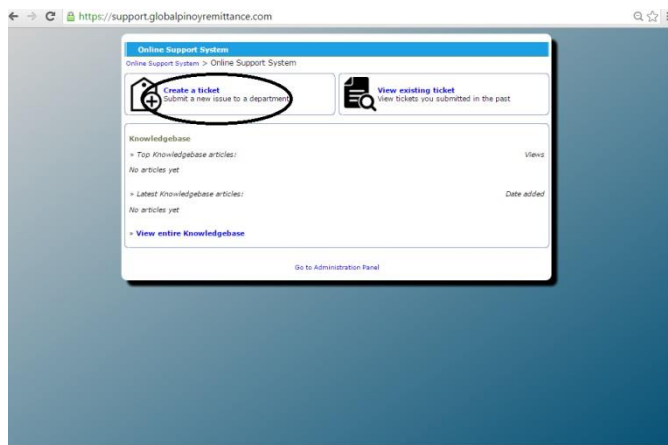 https://support.globalpinoyremittance.com
Online Support System
Online Support System > Online Support System
Create a ticket
Submit a new issue to a department
View existing ticket
View tickets you submitted in the past
Knowledgebase
» Top Knowledgebase articles: Views
No articles yet
» Latest Knowledgebase articles: Date added
No articles yet
» View entire Knowledgebase
Go to Administration Panel